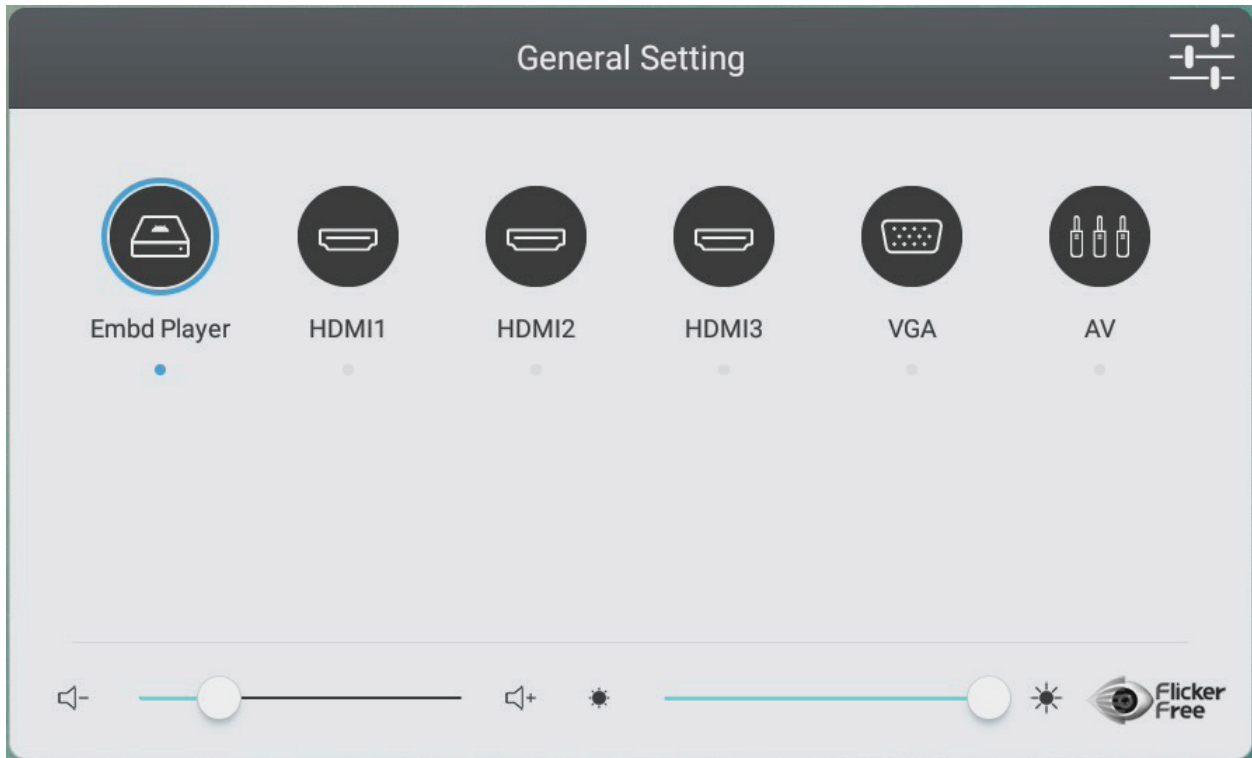 General Setting
Embd Player
HDMI1
HDMI2
HDMI3
VGA
AV
Flicker
Free